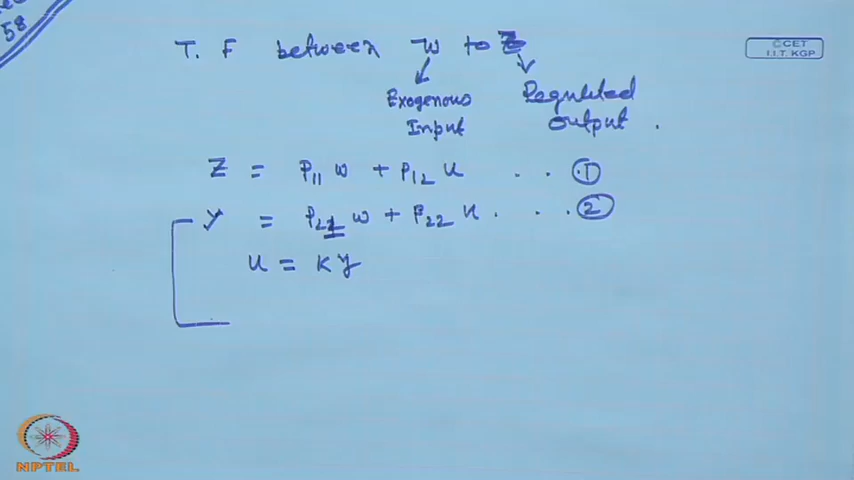 58
©CET
I.I.T. KGP
T. F between w to z
Exogenous Input
Regulated output .
Z = P11 w + P12 u . . . ①
y = P21 w + P22 u . . . . ②
u = K y
NPTEL